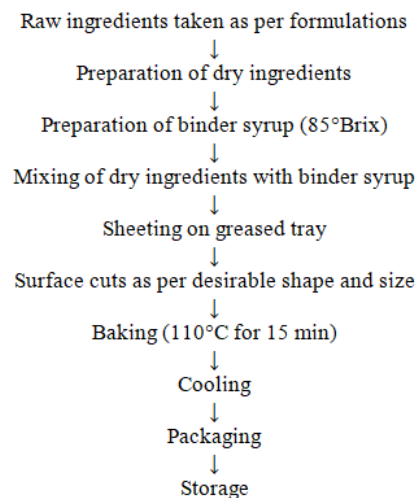 Raw ingredients taken as per formulations
↓
Preparation of dry ingredients
↓
Preparation of binder syrup (85°Brix)
↓
Mixing of dry ingredients with binder syrup
↓
Sheeting on greased tray
↓
Surface cuts as per desirable shape and size
↓
Baking (110°C for 15 min)
↓
Cooling
↓
Packaging
↓
Storage